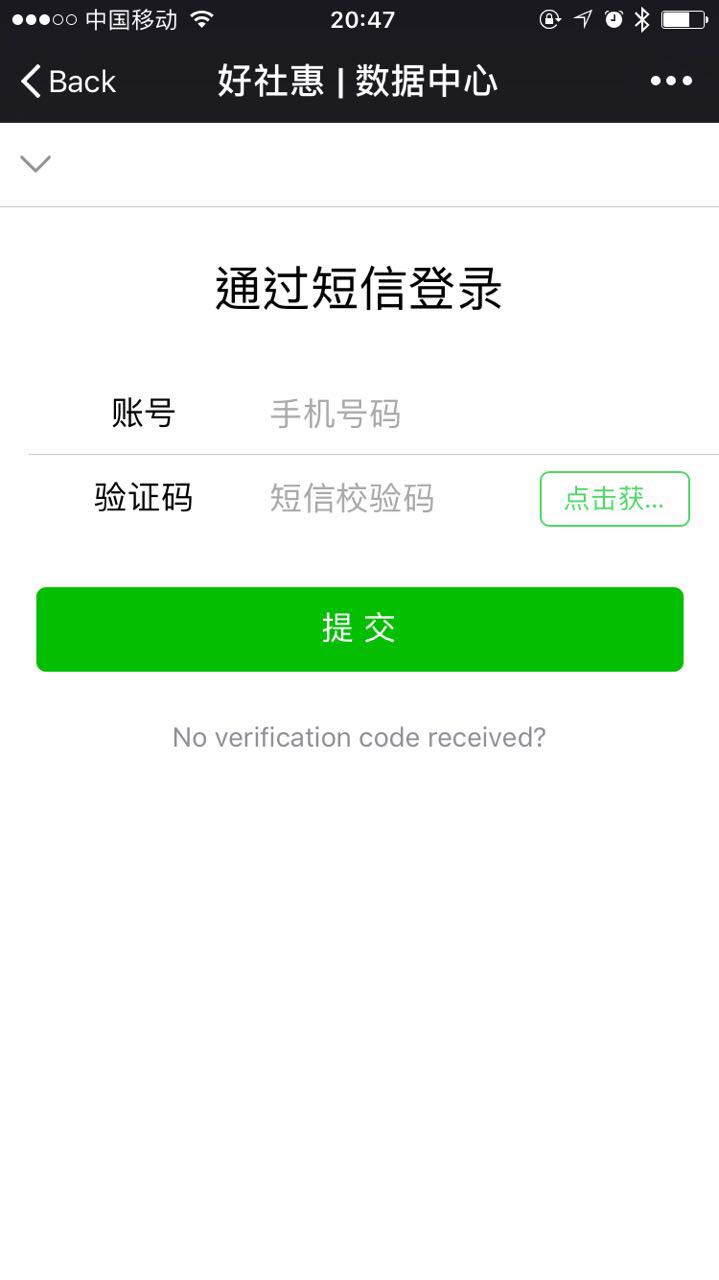 中国移动 20:47
Back 好社惠 | 数据中心
通过短信登录
账号 手机号码
验证码 短信校验码 点击获...
提 交
No verification code received?